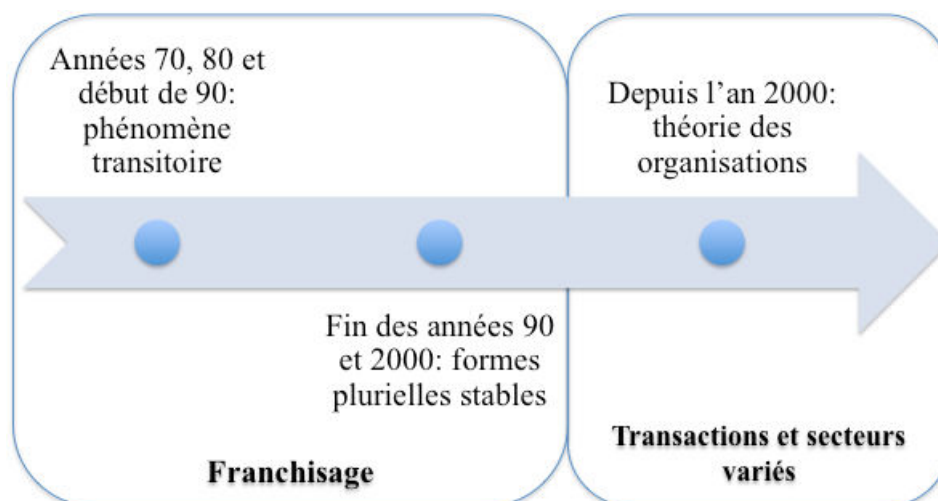 Années 70, 80 et
début de 90:
phénomène
transitoire
Fin des années 90
et 2000: formes
plurielles stables
Franchisage
Depuis l'an 2000:
théorie des
organisations
Transactions et secteurs
variés